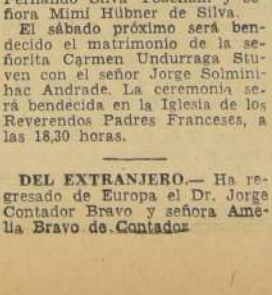 Fernando Silva Yoacham y se-
ñora Mimí Hübner de Silva.
El sábado próximo será ben-
decido el matrimonio de la se-
ñorita Carmen Undurraga Stu-
ven con el señor Jorge Solmini-
hac Andrade. La ceremonia se-
rá bendecida en la Iglesia de los
Reverendos Padres Franceses, a
las 18,30 horas.
DEL EXTRANJERO.— Ha re-
gresado de Europa el Dr. Jorge
Contador Bravo y señora Ame-
lia Bravo de Contador